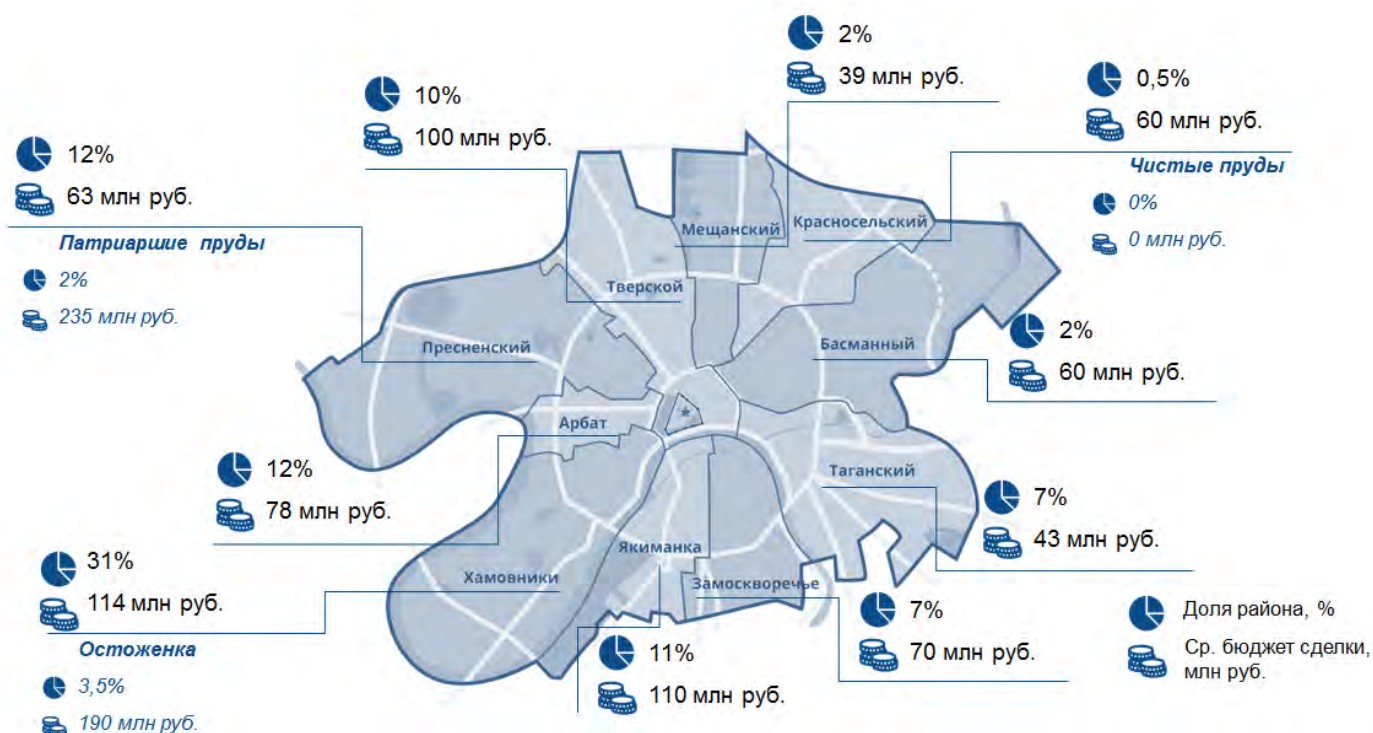 2%
39 млн руб.
10%
100 млн руб.
0,5%
60 млн руб.
Чистые пруды
0%
0 млн руб.
12%
63 млн руб.
Патриаршие пруды
2%
235 млн руб.
Мещанский
Красносельский
Тверской
Пресненский
Басманный
2%
60 млн руб.
Арбат
Таганский
12%
78 млн руб.
7%
43 млн руб.
Якиманка
Хамовники
Замоскворечье
31%
114 млн руб.
Остоженка
3,5%
190 млн руб.
11%
110 млн руб.
7%
70 млн руб.
Доля района, %
Ср. бюджет сделки,
млн руб.